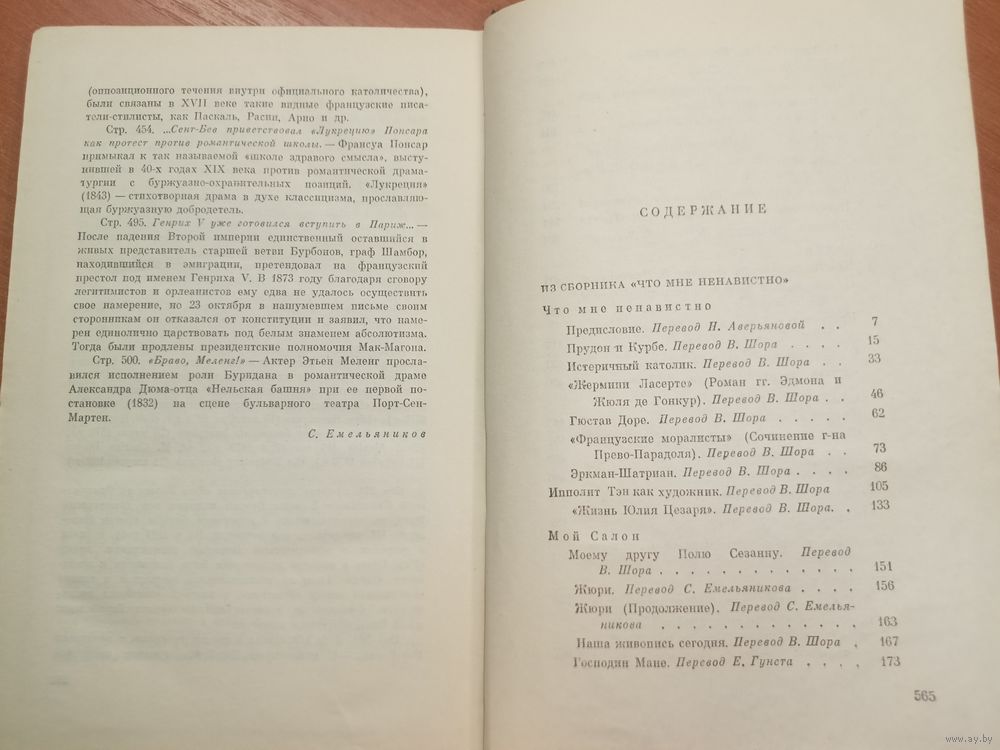 (оппозиционного течения внутри официального католичества),
были связаны в XVII веке такие видные французские писа-
тели-стилисты, как Паскаль, Расин, Арно и др.
Стр. 454. ...Сент-Бев приветствовал «Лукрецию» Понсара
как протест против романтической школы. — Франсуа Понсар
примыкал к так называемой «школе здравого смысла», высту-
пившей в 40-х годах XIX века против романтической драма-
тургии с буржуазно-охранительных позиций. «Лукреция»
(1843) — стихотворная драма в духе классицизма, прославляю-
щая буржуазную добродетель.
Стр. 495. Генрих V уже готовился вступить в Париж... —
После падения Второй империи единственный оставшийся в
живых представитель старшей ветви Бурбонов, граф Шамбор,
находившийся в эмиграции, претендовал на французский
престол под именем Генриха V. В 1873 году благодаря сговору
легитимистов и орлеанистов ему едва не удалось осуществить
свое намерение, но 23 октября в нашумевшем письме своим
сторонникам он отказался от конституции и заявил, что наме-
рен единолично царствовать под белым знаменем абсолютизма.
Тогда были продлены президентские полномочия Мак-Магона.
Стр. 500. «Браво, Меленг!» — Актер Этьен Меленг просла-
вился исполнением роли Буридана в романтической драме
Александра Дюма-отца «Нельская башня» при ее первой по-
становке (1832) на сцене бульварного театра Порт-Сен-
Мартен.
С. Емельяников
СОДЕРЖАНИЕ
ИЗ СБОРНИКА «ЧТО МНЕ НЕНАВИСТНО»
Что мне ненавистно
Предисловие. Перевод Н. Аверьяновой . . 7
Прудон и Курбе. Перевод В. Шора . . . . 15
Истеричный католик. Перевод В. Шора . . 33
«Жермини Ласерте» (Роман гг. Эдмона и
Жюля де Гонкур). Перевод В. Шора . . 46
Гюстав Доре. Перевод В. Шора . . . . . 62
«Французские моралисты» (Сочинение г-на
Прево-Парадоля). Перевод В. Шора . . 73
Эркман-Шатриан. Перевод В. Шора . . . . 86
Ипполит Тэн как художник. Перевод В. Шора 105
«Жизнь Юлия Цезаря». Перевод В. Шора. . 133
Мой Салон
Моему другу Полю Сезанну. Перевод
В. Шора . . . . . . . . . . . . . 151
Жюри. Перевод С. Емельяникова . . . . 156
Жюри (Продолжение). Перевод С. Емелья-
никова . . . . . . . . . . . . . 163
Наша живопись сегодня. Перевод В. Шора . 167
Господин Мане. Перевод Е. Гунста . . . . 173
565
www.ay.by